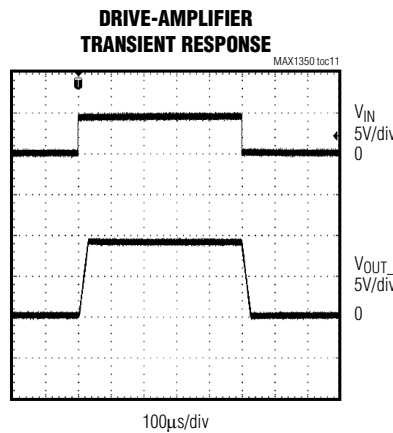 DRIVE-AMPLIFIER
TRANSIENT RESPONSE
MAX1350 toc11
T
VIN
5V/div
0
VOUT_
5V/div
0
100μs/div